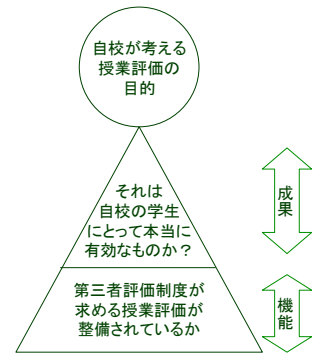 自校が考える
授業評価の
目的
それは
自校の学生
にとって本当に
有効なものか？
成果
第三者評価制度が
求める授業評価が
整備されているか
機能